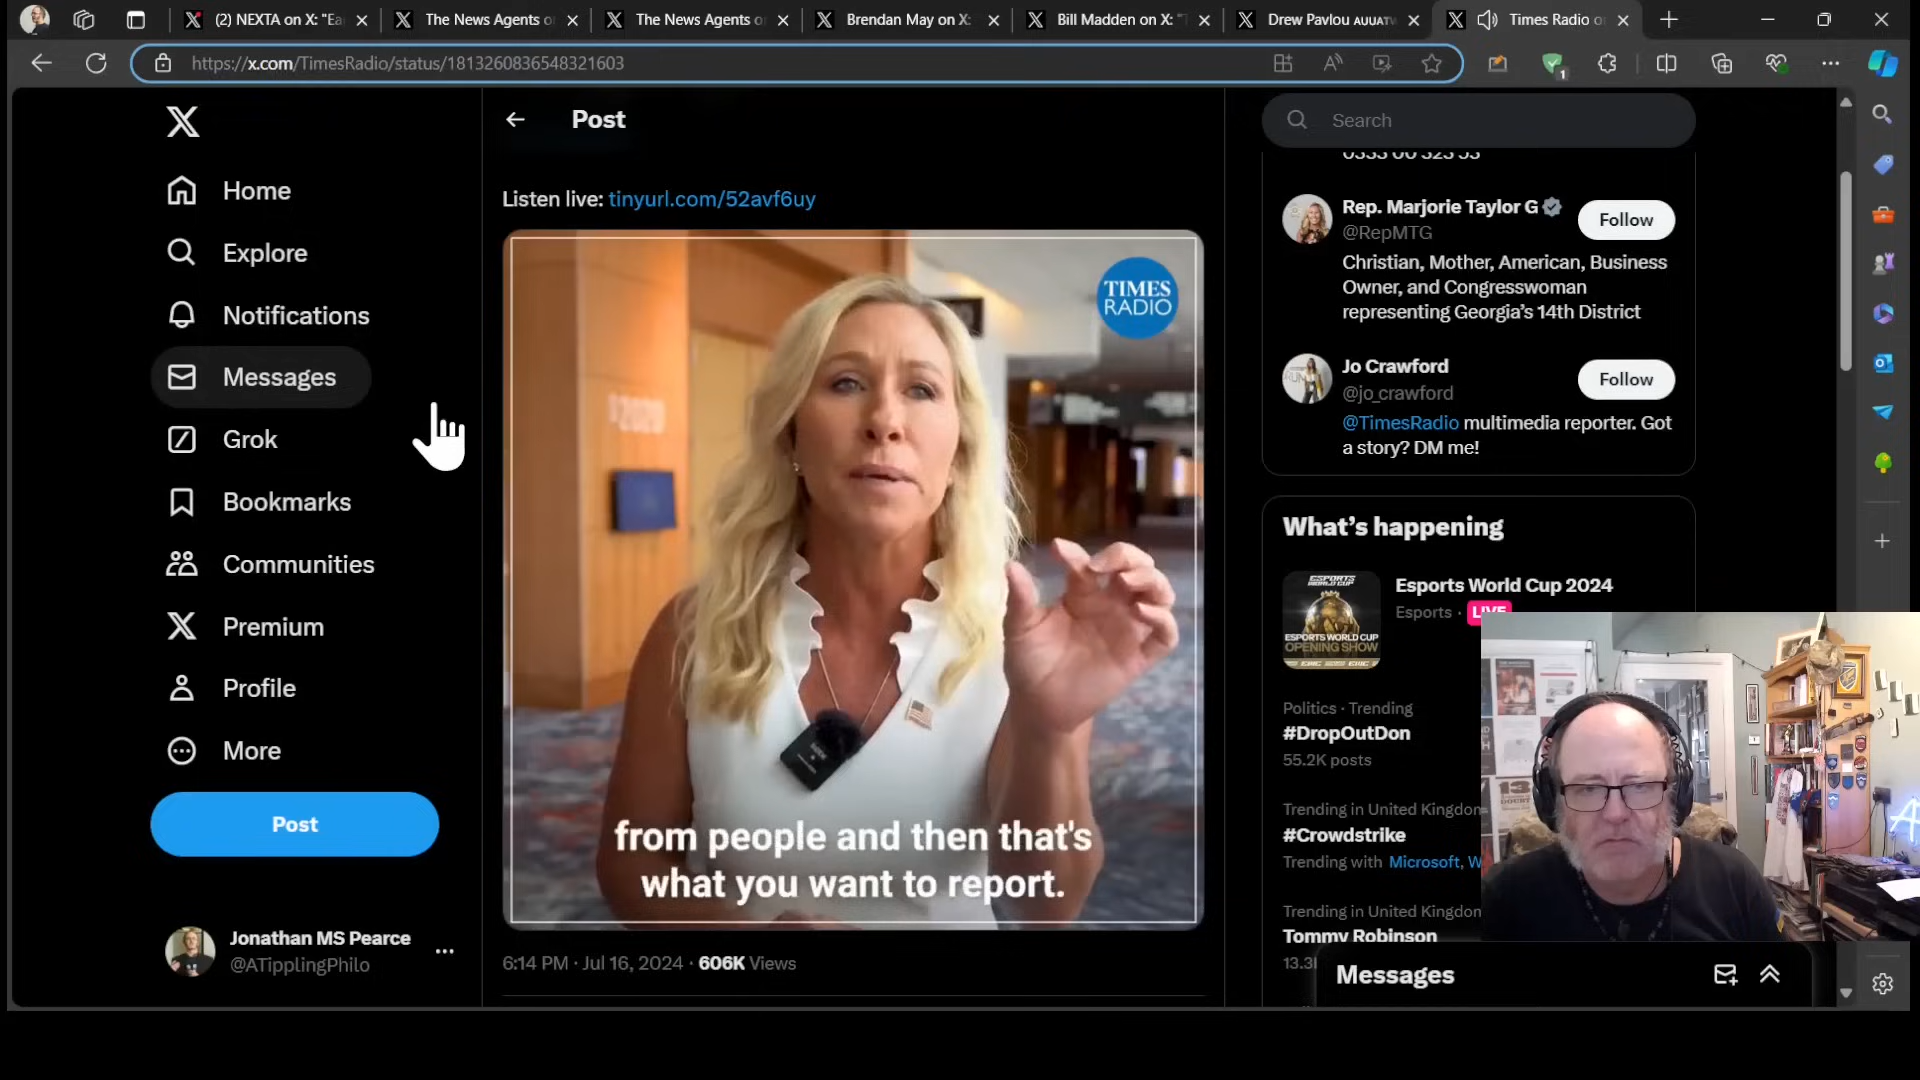 (2) NEXTA on X: "Ea
The News Agents o
The News Agents o
Brendan May on X:
Bill Madden on X: "T
Drew Pavlou
Times Radio o
https://x.com/TimesRadio/status/1813260836548321603
1
Post
Search
Home
Explore
Notifications
Messages
Grok
Bookmarks
Communities
Premium
Profile
More
Post
Jonathan MS Pearce
@ATipplingPhilo
Listen live: tinyurl.com/52avf6uy
TIMES
RADIO
from people and then that's
what you want to report.
6:14 PM · Jul 16, 2024 · 606K Views
Rep. Marjorie Taylor G
@RepMTG
Follow
Christian, Mother, American, Business
Owner, and Congresswoman
representing Georgia's 14th District
Jo Crawford
@jo_crawford
Follow
@TimesRadio multimedia reporter. Got
a story? DM me!
What's happening
ESPORTS
WORLD CUP
ESPORTS WORLD CUP
OPENING SHOW
Esports World Cup 2024
Esports · LIVE
Politics · Trending
#DropOutDon
55.2K posts
Trending in United Kingdom
#Crowdstrike
Trending with Microsoft, W
Trending in United Kingdom
Tommy Robinson
13.3
Messages